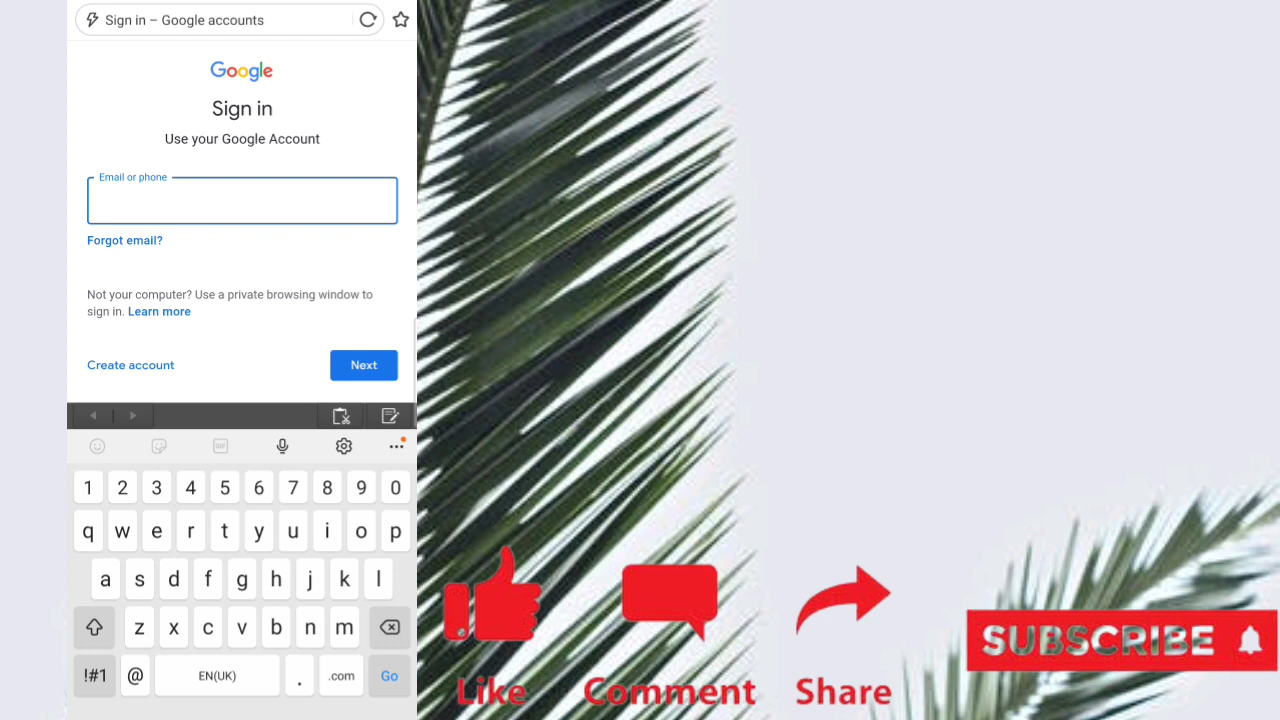 Sign in – Google accounts
Google
Sign in
Use your Google Account
Email or phone
Forgot email?
Not your computer? Use a private browsing window to
sign in. Learn more
Create account
Next
GIF
1 2 3 4 5 6 7 8 9 0
q w e r t y u i o p
a s d f g h j k l
z x c v b n m
!#1 @ EN(UK) . .com Go
Like
Comment
Share
SUBSCRIBE